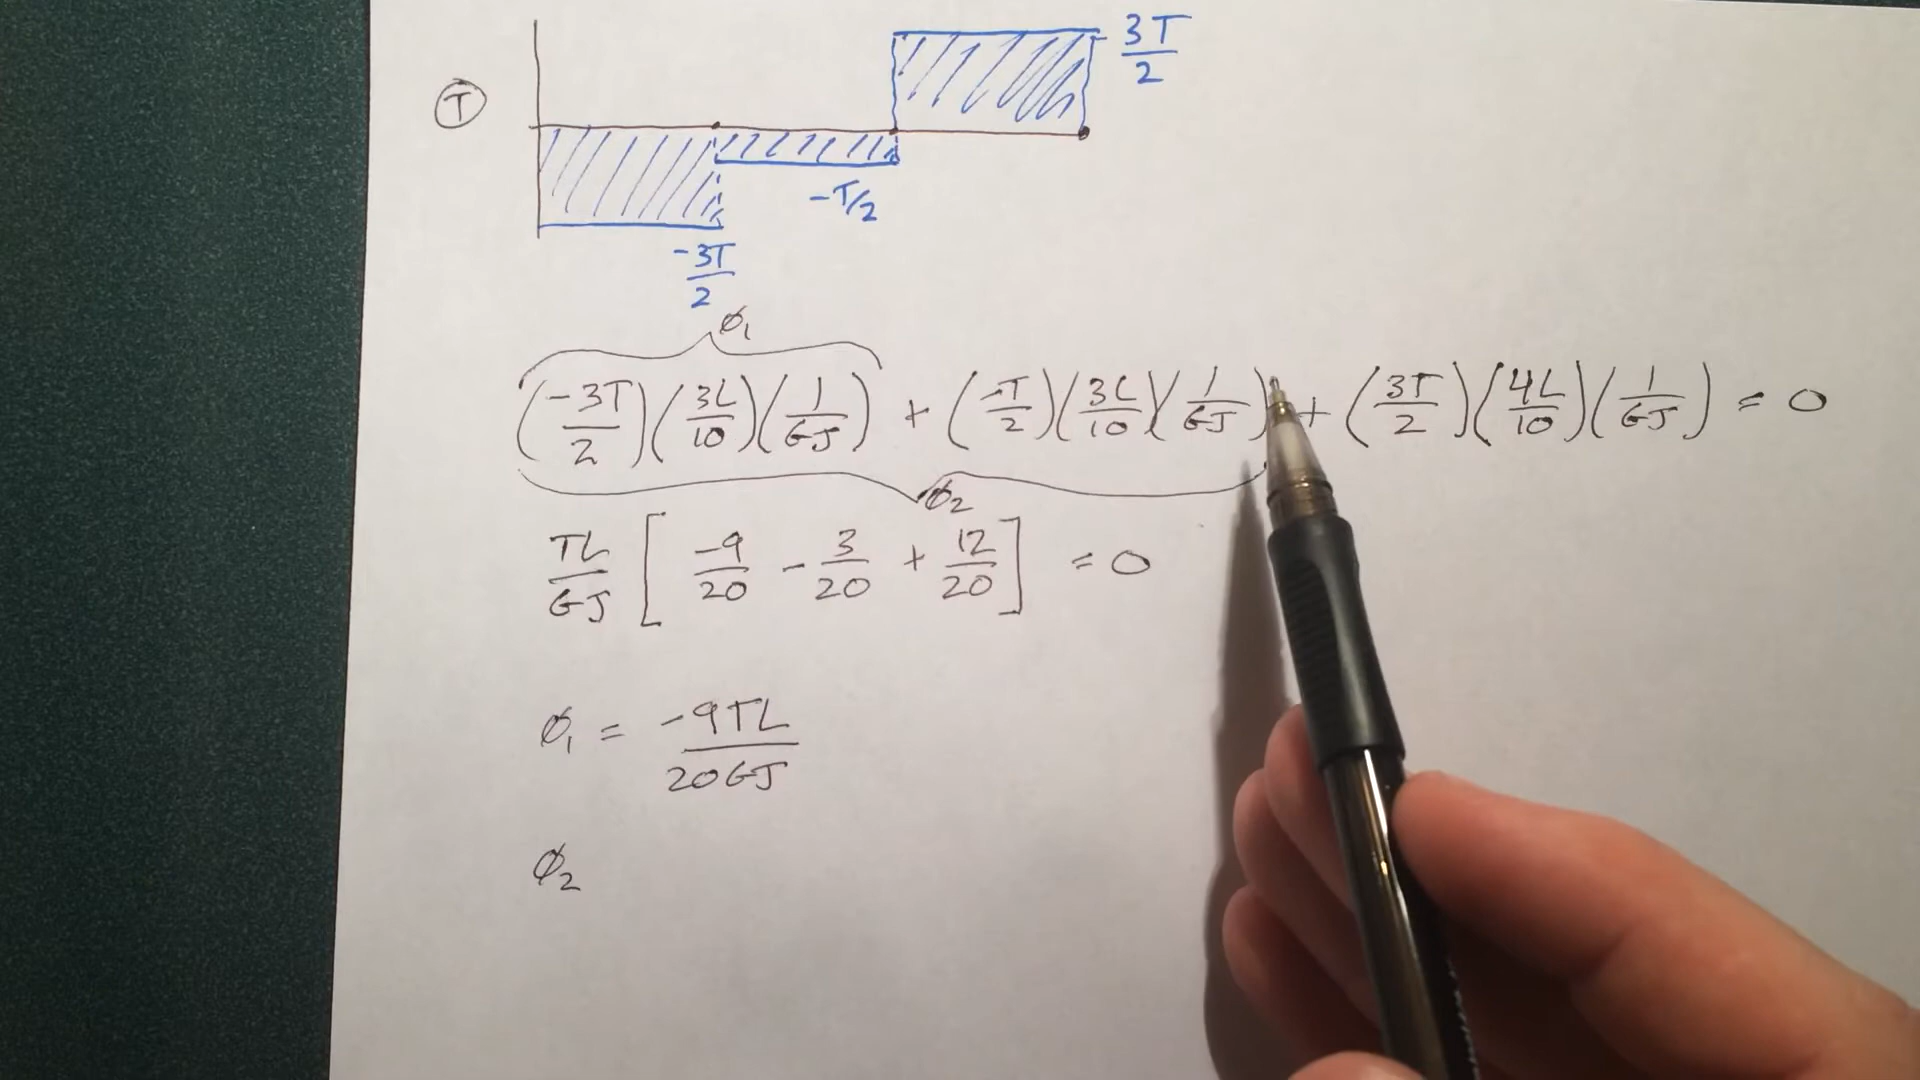 3T/2
T
-T/2
-3T/2
ϕ₁
(-3T/2)(3L/10)(1/GJ) + (-T/2)(3L/10)(1/GJ) + (3T/2)(4L/10)(1/GJ) = 0
ϕ₂
TL/GJ [ -9/20 - 3/20 + 12/20 ] = 0
ϕ₁ = -9TL/20GJ
ϕ₂